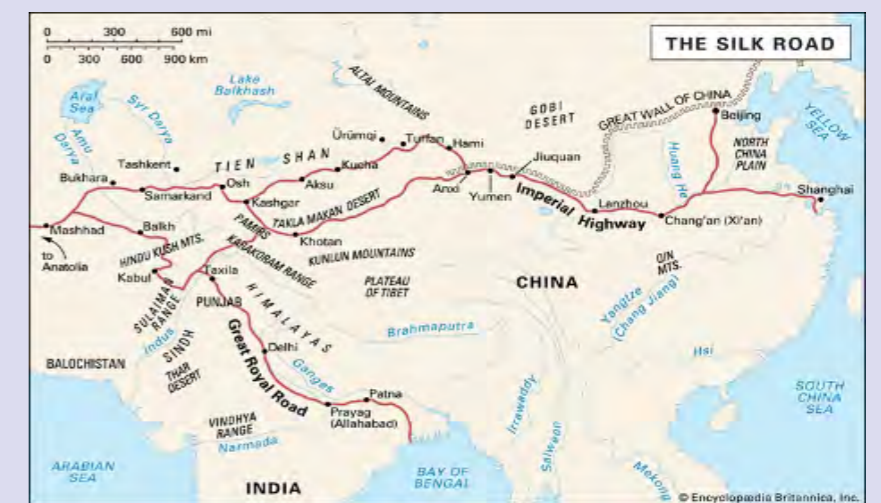 THE SILK ROAD
0 300 600 mi
0 300 600 900 km
Aral
Sea
Syr Darya
Amu
Darya
Lake
Balkhash
ALTAI MOUNTAINS
GOBI
DESERT
GREAT WALL OF CHINA
Beijing
YELLOW
SEA
NORTH
CHINA
PLAIN
Huang He
Ürümqi
Turfan
Hami
Jiuquan
Tashkent
TIEN SHAN
Kucha
Bukhara
Samarkand
Osh
Aksu
Anxi
Yumen
Imperial
Highway
Lanzhou
Chang'an (Xi'an)
Shanghai
Kashgar
TAKLA MAKAN DESERT
Mashhad
to
Anatolia
Balkh
PAMIRS
Khotan
HINDU KUSH MTS.
KARAKORAM RANGE
KUNLUN MOUNTAINS
Kabul
Taxila
PLATEAU
OF TIBET
CHINA
QIN
MTS.
PUNJAB
SULAIMAN
RANGE
HIMALAYAS
Yangtze
(Chang Jiang)
Indus
SINDH
Brahmaputra
BALOCHISTAN
THAR
DESERT
Delhi
Great Royal Road
Ganges
Hsi
Patna
Prayag
(Allahabad)
VINDHYA
RANGE
Narmada
Irrawaddy
Salween
Mekong
SOUTH
CHINA
SEA
ARABIAN
SEA
INDIA
BAY OF
BENGAL
© Encyclopædia Britannica, Inc.